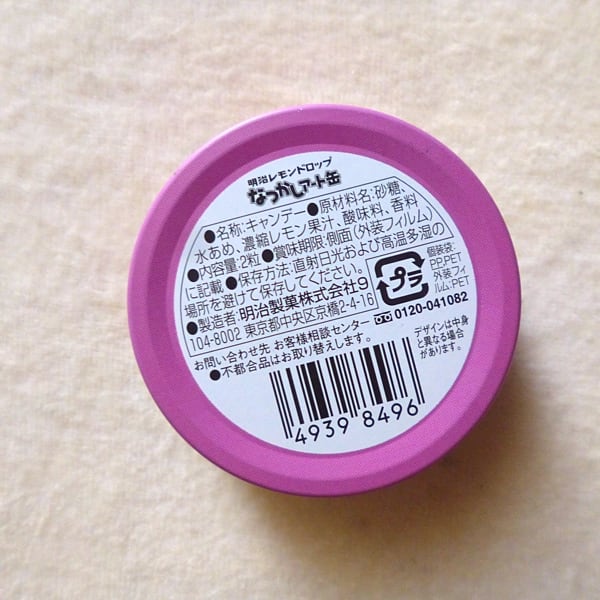 明治レモンドロップ
なつかしアート缶
●名称:キャンデー●原材料名:砂糖、
水あめ、濃縮レモン果汁、酸味料、香料
●内容量:2粒●賞味期限:側面(外装フィルム)
に記載●保存方法:直射日光および高温多湿の
場所を避けて保存してください。
●製造者:明治製菓株式会社9
104-8002 東京都中央区京橋2-4-16
プラ
個装袋:
PP,PET
外装フィ
ルム:PET
お問い合わせ先 お客様相談センター
0120-041082
●不都合品はお取り替えします。
デザインは中身
と異なる場合
があります。
4939 8496